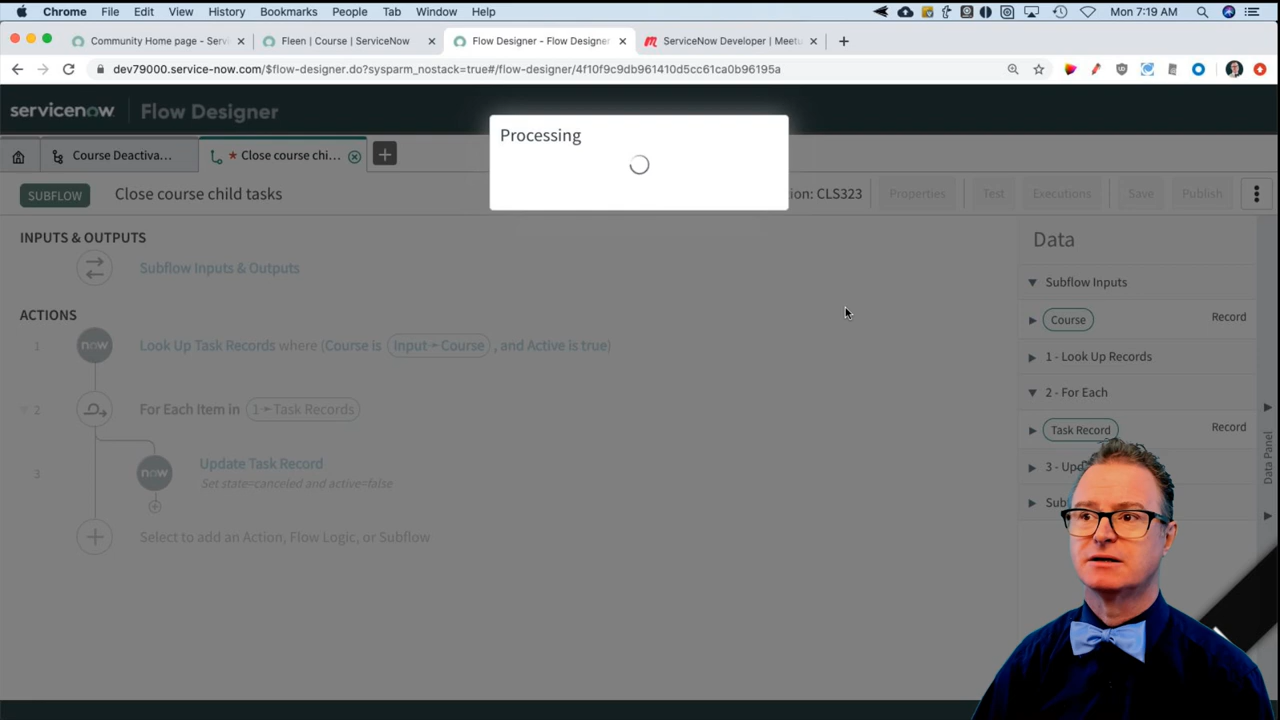 Chrome File Edit View History Bookmarks People Tab Window Help Mon 7:19 AM
Community Home page - Servi
Fleen | Course | ServiceNow
Flow Designer - Flow Designer
ServiceNow Developer | Meetu
dev79000.service-now.com/$flow-designer.do?sysparm_nostack=true#/flow-designer/4f10f9c9db961410d5cc61ca0b96195a
servicenow Flow Designer
Processing
Course Deactiva...
★ Close course chi...
SUBFLOW Close course child tasks
ion: CLS323 Properties Test Executions Save Publish
INPUTS & OUTPUTS
Subflow Inputs & Outputs
ACTIONS
1 now Look Up Task Records where (Course is Input➛Course , and Active is true)
2 For Each Item in 1➛Task Records
3 now Update Task Record
Set state=canceled and active=false
Select to add an Action, Flow Logic, or Subflow
Data
Subflow Inputs
Course Record
1 - Look Up Records
2 - For Each
Task Record Record
3 - Upd
Sub
Data Panel